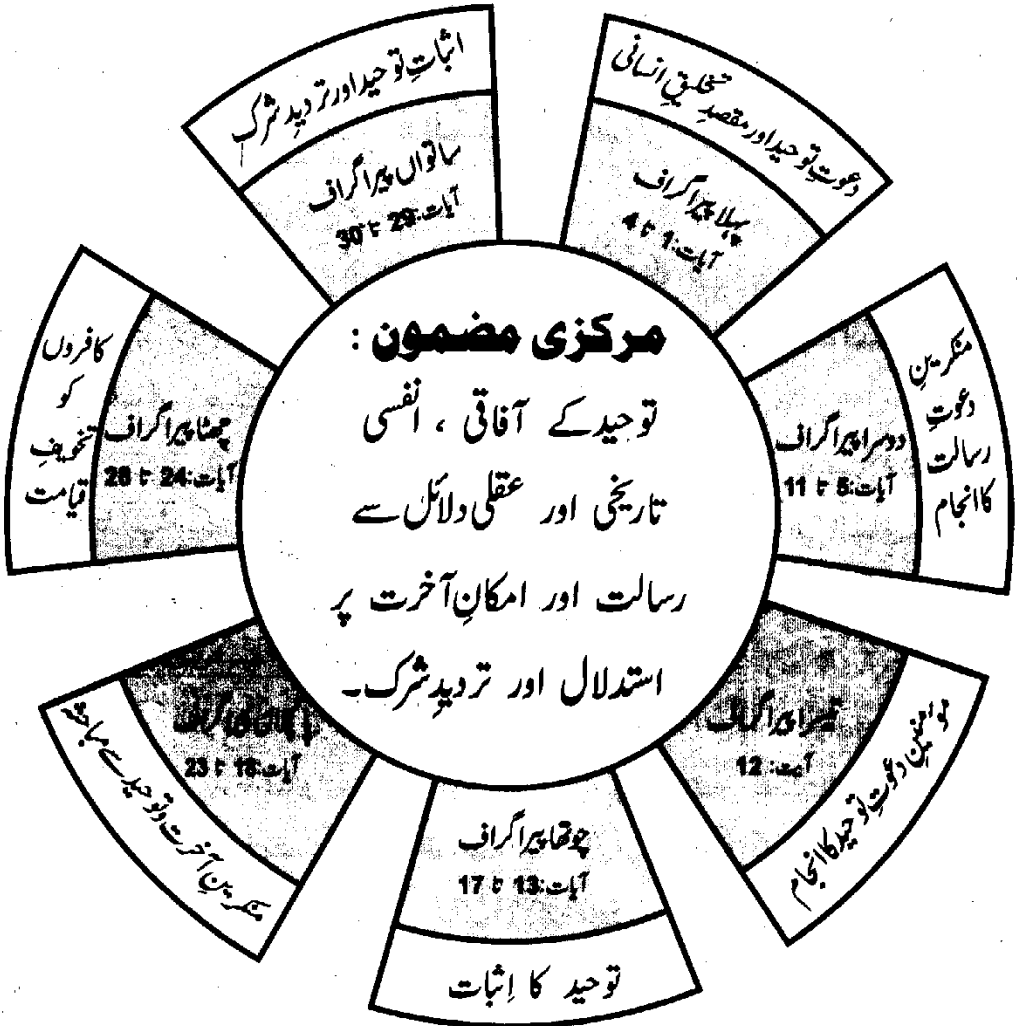 مرکزی مضمون :
توحید کے آفاقی ، انفسی
تاریخی اور عقلی دلائل سے
رسالت اور امکانِ آخرت پر
استدلال اور تردیدِ شرک۔
دعوتِ توحید اور مقصدِ تخلیقِ انسانی
پہلا پیراگراف
آیات:1 تا 4
منکرینِ
دعوتِ
رسالت
کا انجام
دوسرا پیراگراف
آیات:5 تا 11
مومنینِ دعوتِ توحید کا انجام
تیسرا پیراگراف
آیت: 12
چوتھا پیراگراف
آیات:13 تا 17
توحید کا اِثبات
پانچواں پیراگراف
آیات:18 تا 23
منکرینِ آخرت و توحید سے مباحثہ
کافروں
کو
تخویفِ
قیامت
چھٹا پیراگراف
آیات:24 تا 28
اثباتِ توحید اور تردیدِ شرک
ساتواں پیراگراف
آیات:29 تا 30